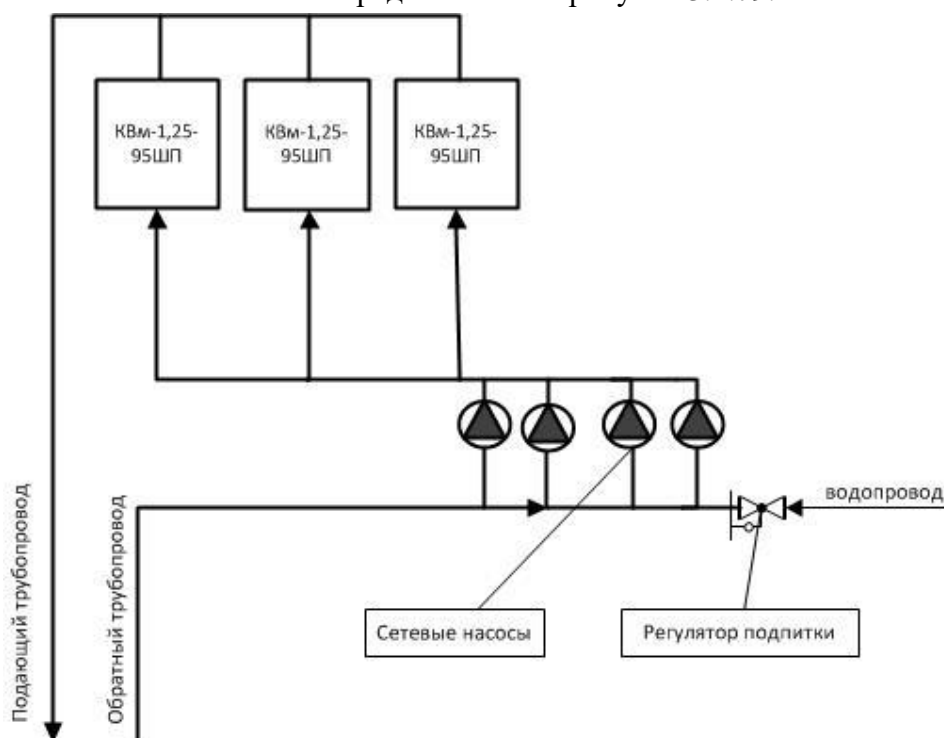 КВм-1,25-
95ШП
КВм-1,25-
95ШП
КВм-1,25-
95ШП
водопровод
Подающий трубопровод
Обратный трубопровод
Сетевые насосы
Регулятор подпитки